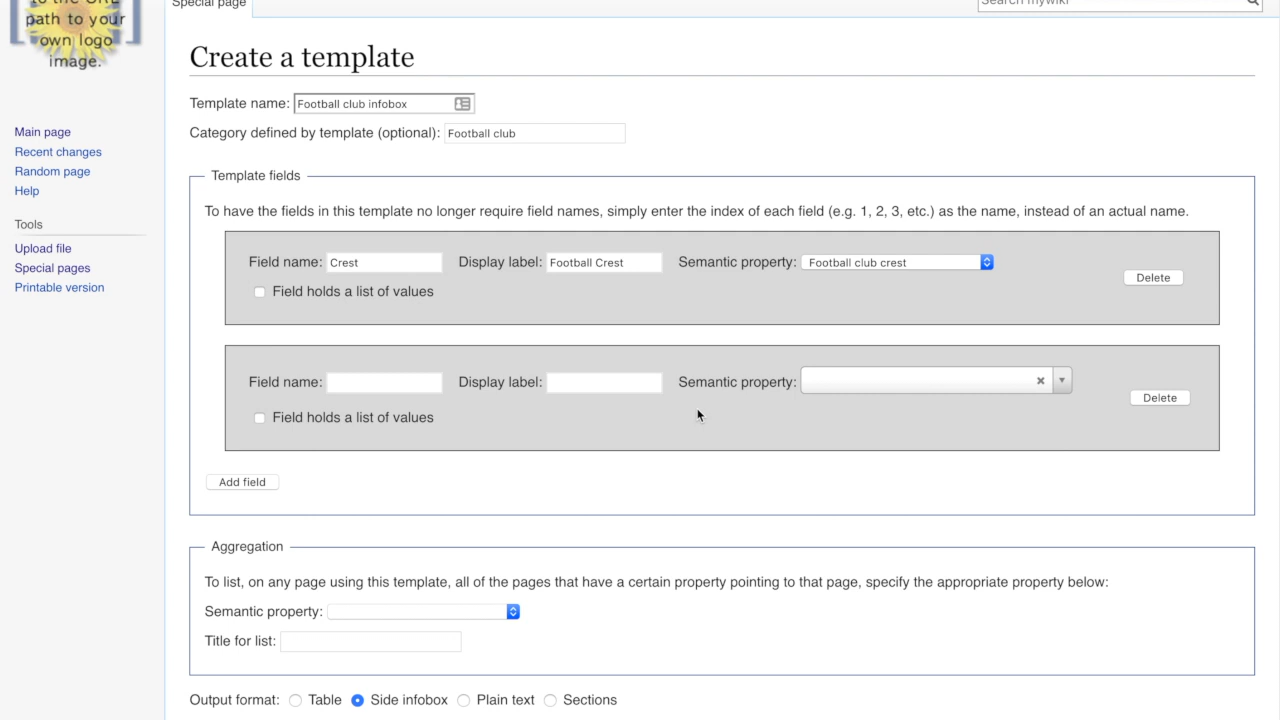 to the URL
path to your
own logo
image.
Special page
Search mywiki
Create a template
Template name: Football club infobox
Category defined by template (optional): Football club
Main page
Recent changes
Random page
Help
Tools
Upload file
Special pages
Printable version
Template fields
To have the fields in this template no longer require field names, simply enter the index of each field (e.g. 1, 2, 3, etc.) as the name, instead of an actual name.
Field name: Crest Display label: Football Crest Semantic property: Football club crest
Field holds a list of values
Delete
Field name: Display label: Semantic property:
Field holds a list of values
Delete
Add field
Aggregation
To list, on any page using this template, all of the pages that have a certain property pointing to that page, specify the appropriate property below:
Semantic property:
Title for list:
Output format: Table Side infobox Plain text Sections